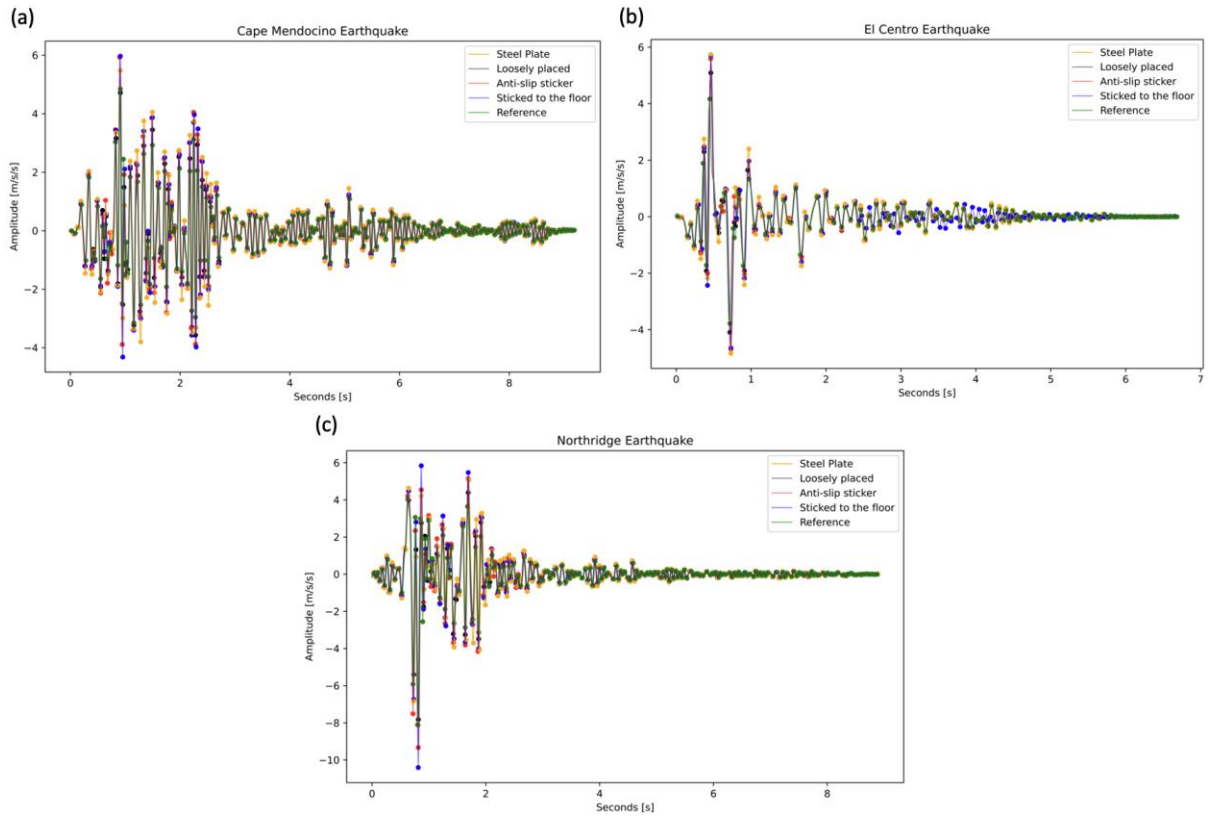 (a)
Cape Mendocino Earthquake
Steel Plate
Loosely placed
Anti-slip sticker
Sticked to the floor
Reference
Amplitude [m/s/s]
6
4
2
0
−2
−4
0 2 4 6 8
Seconds [s]
(b)
El Centro Earthquake
Steel Plate
Loosely placed
Anti-slip sticker
Sticked to the floor
Reference
Amplitude [m/s/s]
6
4
2
0
−2
−4
0 1 2 3 4 5 6 7
Seconds [s]
(c)
Northridge Earthquake
Steel Plate
Loosely placed
Anti-slip sticker
Sticked to the floor
Reference
Amplitude [m/s/s]
6
4
2
0
−2
−4
−6
−8
−10
0 2 4 6 8
Seconds [s]